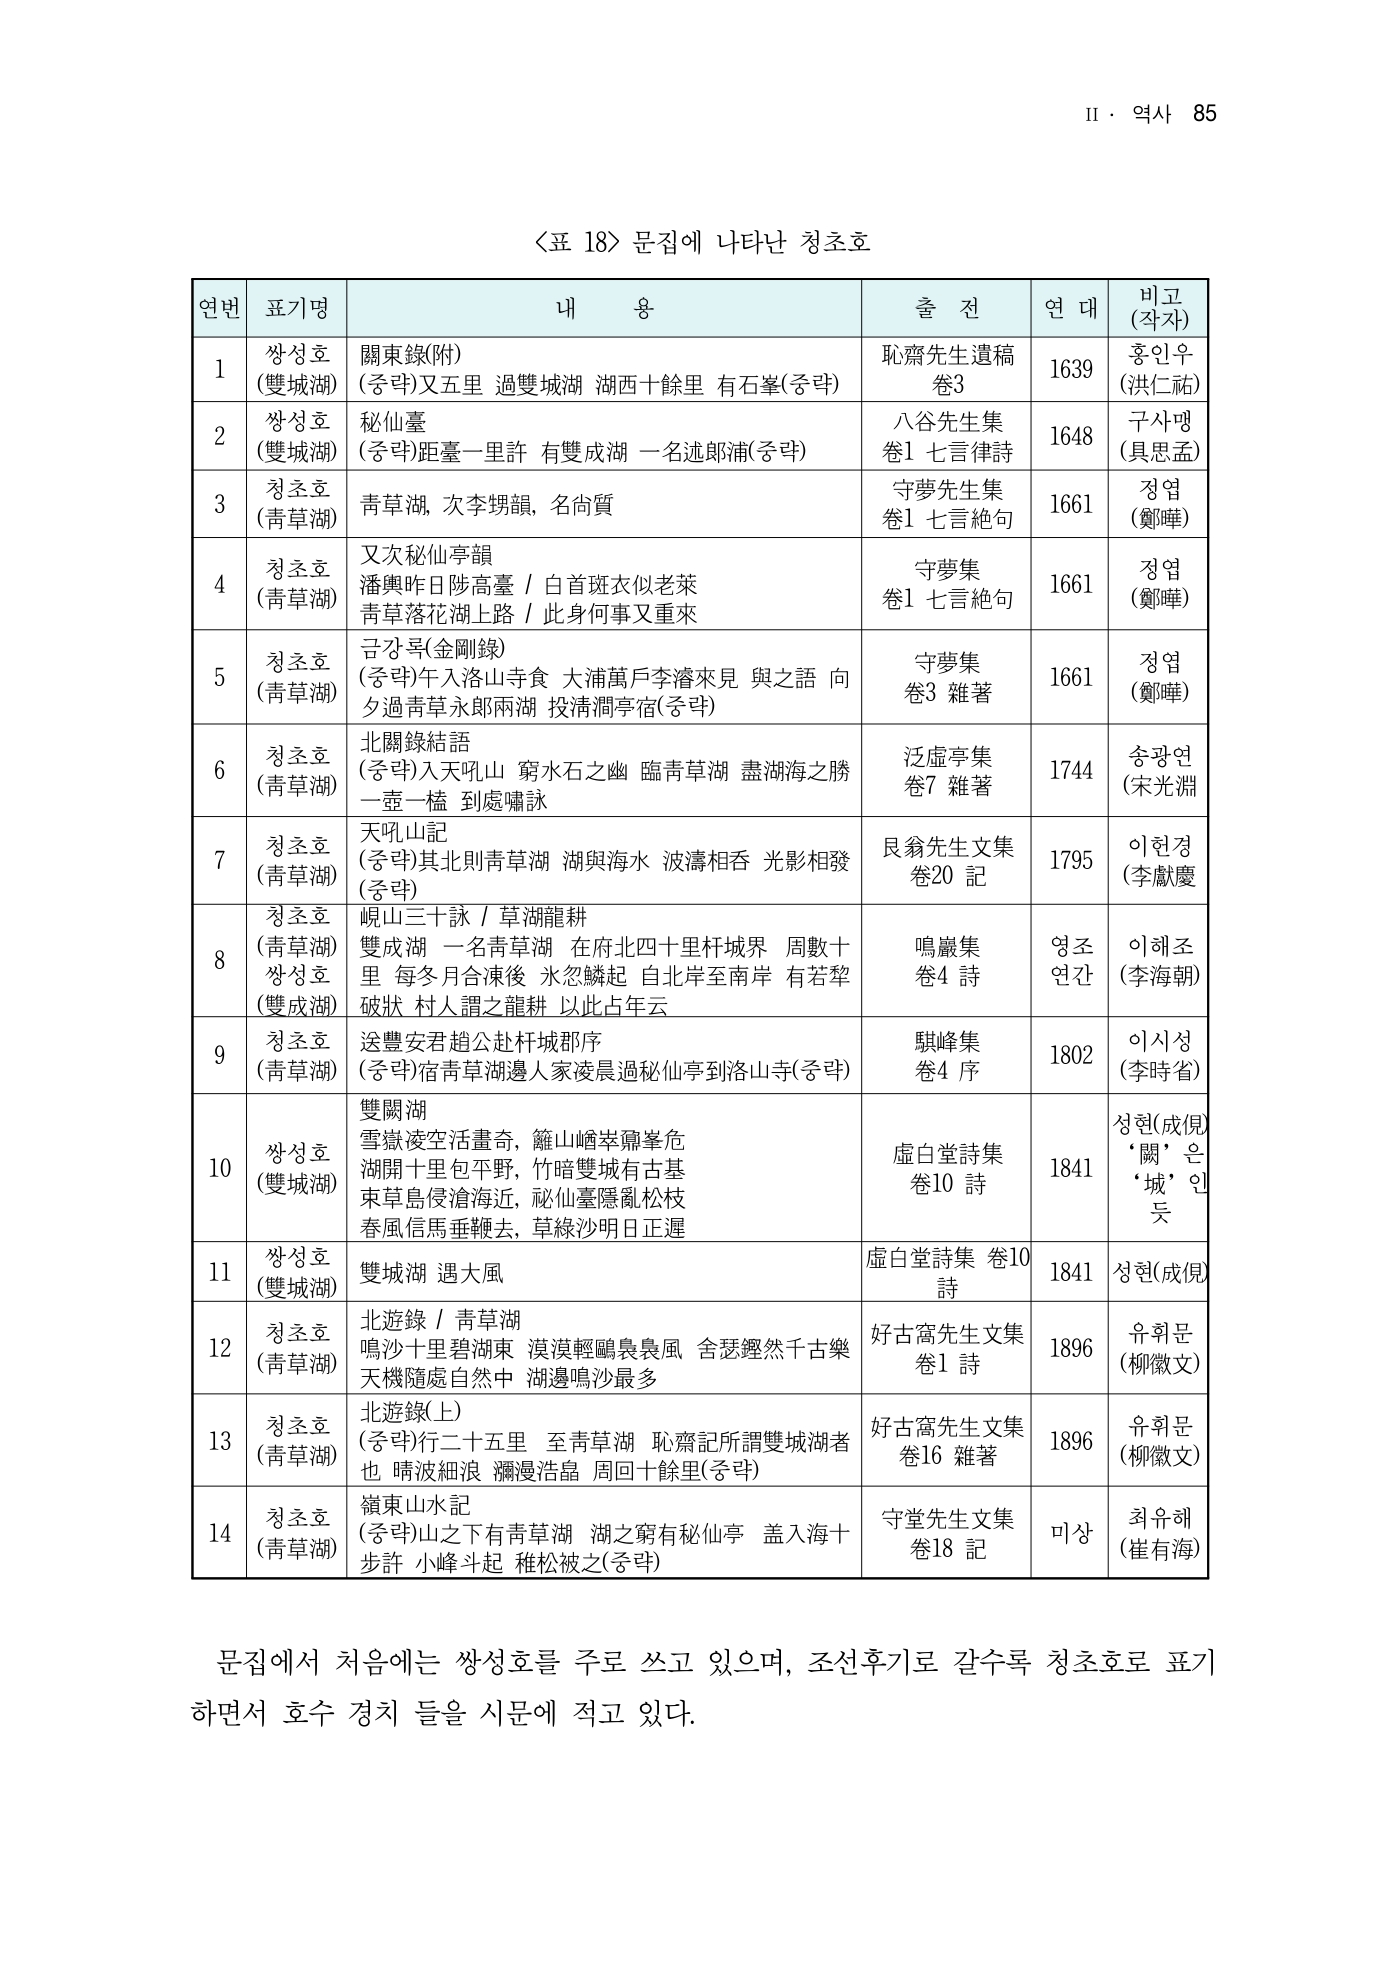 II · 역사 85
<표 18> 문집에 나타난 청초호
연번 표기명 내 용 출 전 연 대 비고
(작자)
1 쌍성호
(雙城湖) 關東錄(附)
(중략)又五里 過雙城湖 湖西十餘里 有石峯(중략) 恥齋先生遺稿
卷3 1639 홍인우
(洪仁祐)
2 쌍성호
(雙城湖) 秘仙臺
(중략)距臺一里許 有雙成湖 一名述郞浦(중략) 八谷先生集
卷1 七言律詩 1648 구사맹
(具思孟)
3 청초호
(靑草湖) 靑草湖, 次李甥韻, 名尙質 守夢先生集
卷1 七言絶句 1661 정엽
(鄭曄)
4 청초호
(靑草湖) 又次秘仙亭韻
潘輿昨日陟高臺 / 白首斑衣似老萊
靑草落花湖上路 / 此身何事又重來 守夢集
卷1 七言絶句 1661 정엽
(鄭曄)
5 청초호
(靑草湖) 금강록(金剛錄)
(중략)午入洛山寺食 大浦萬戶李濬來見 與之語 向
夕過靑草永郞兩湖 投淸澗亭宿(중략) 守夢集
卷3 雜著 1661 정엽
(鄭曄)
6 청초호
(靑草湖) 北關錄結語
(중략)入天吼山 窮水石之幽 臨靑草湖 盡湖海之勝
一壺一榼 到處嘯詠 泛虛亭集
卷7 雜著 1744 송광연
(宋光淵
7 청초호
(靑草湖) 天吼山記
(중략)其北則靑草湖 湖與海水 波濤相呑 光影相發
(중략) 艮翁先生文集
卷20 記 1795 이헌경
(李獻慶
8 청초호
(靑草湖)
쌍성호
(雙成湖) 峴山三十詠 / 草湖龍耕
雙成湖 一名靑草湖 在府北四十里杆城界 周數十
里 每冬月合凍後 氷忽鱗起 自北岸至南岸 有若犂
破狀 村人謂之龍耕 以此占年云 鳴巖集
卷4 詩 영조
연간 이해조
(李海朝)
9 청초호
(靑草湖) 送豐安君趙公赴杆城郡序
(중략)宿靑草湖邊人家凌晨過秘仙亭到洛山寺(중략) 騏峰集
卷4 序 1802 이시성
(李時省)
10 쌍성호
(雙城湖) 雙闕湖
雪嶽凌空活畫奇, 籬山崷崒鼐峯危
湖開十里包平野, 竹暗雙城有古基
束草島侵滄海近, 祕仙臺隱亂松枝
春風信馬垂鞭去, 草綠沙明日正遲 虛白堂詩集
卷10 詩 1841 성현(成俔)
‘闕’은
‘城’인
듯
11 쌍성호
(雙城湖) 雙城湖 遇大風 虛白堂詩集 卷10
詩 1841 성현(成俔)
12 청초호
(靑草湖) 北遊錄 / 靑草湖
鳴沙十里碧湖東 漠漠輕鷗裊裊風 舍瑟鏗然千古樂
天機隨處自然中 湖邊鳴沙最多 好古窩先生文集
卷1 詩 1896 유휘문
(柳徽文)
13 청초호
(靑草湖) 北遊錄(上)
(중략)行二十五里 至靑草湖 恥齋記所謂雙城湖者
也 晴波細浪 瀰漫浩皛 周回十餘里(중략) 好古窩先生文集
卷16 雜著 1896 유휘문
(柳徽文)
14 청초호
(靑草湖) 嶺東山水記
(중략)山之下有靑草湖 湖之窮有秘仙亭 盖入海十
步許 小峰斗起 稚松被之(중략) 守堂先生文集
卷18 記 미상 최유해
(崔有海)
문집에서 처음에는 쌍성호를 주로 쓰고 있으며, 조선후기로 갈수록 청초호로 표기
하면서 호수 경치 들을 시문에 적고 있다.